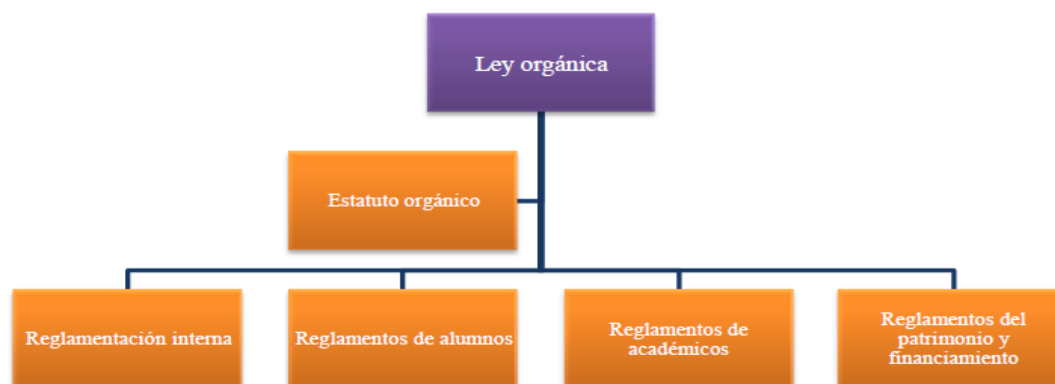 Ley orgánica
Estatuto orgánico
Reglamentación interna
Reglamentos de alumnos
Reglamentos de
académicos
Reglamentos del
patrimonio y
financiamiento